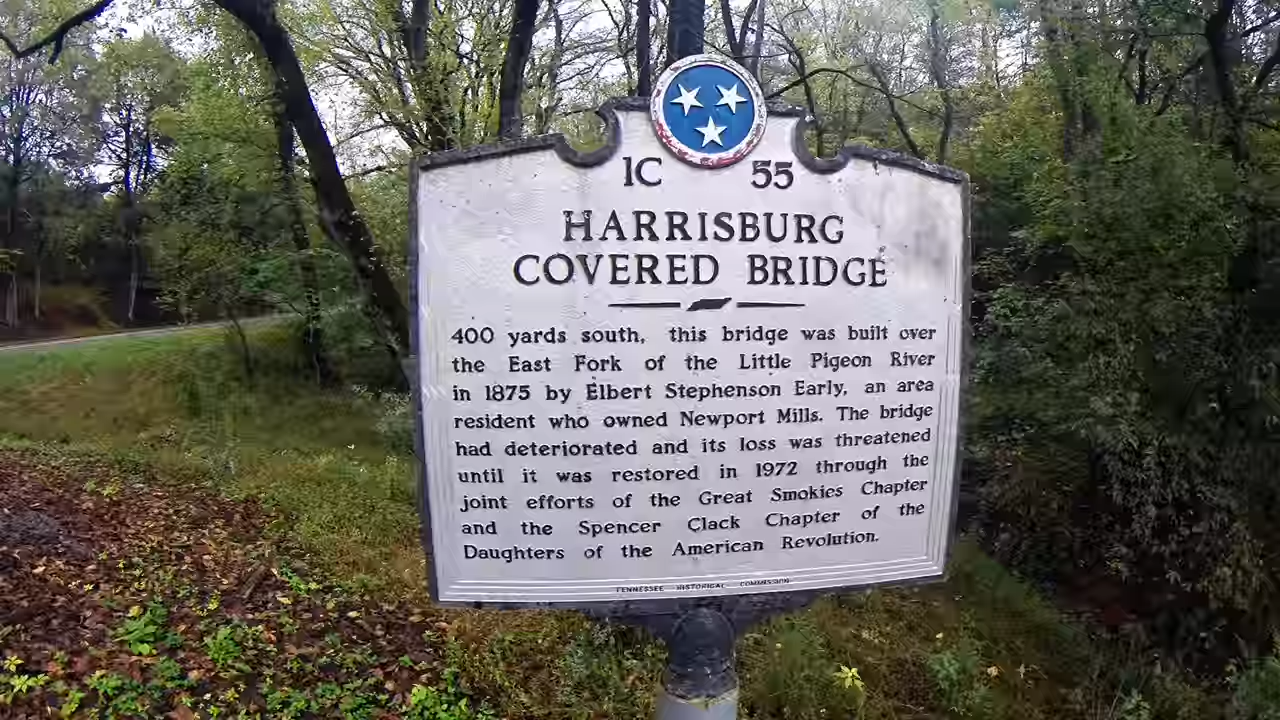 1C 55
HARRISBURG
COVERED BRIDGE
400 yards south, this bridge was built over
the East Fork of the Little Pigeon River
in 1875 by Elbert Stephenson Early, an area
resident who owned Newport Mills. The bridge
had deteriorated and its loss was threatened
until it was restored in 1972 through the
joint efforts of the Great Smokies Chapter
and the Spencer Clack Chapter of the
Daughters of the American Revolution.
TENNESSEE HISTORICAL COMMISSION